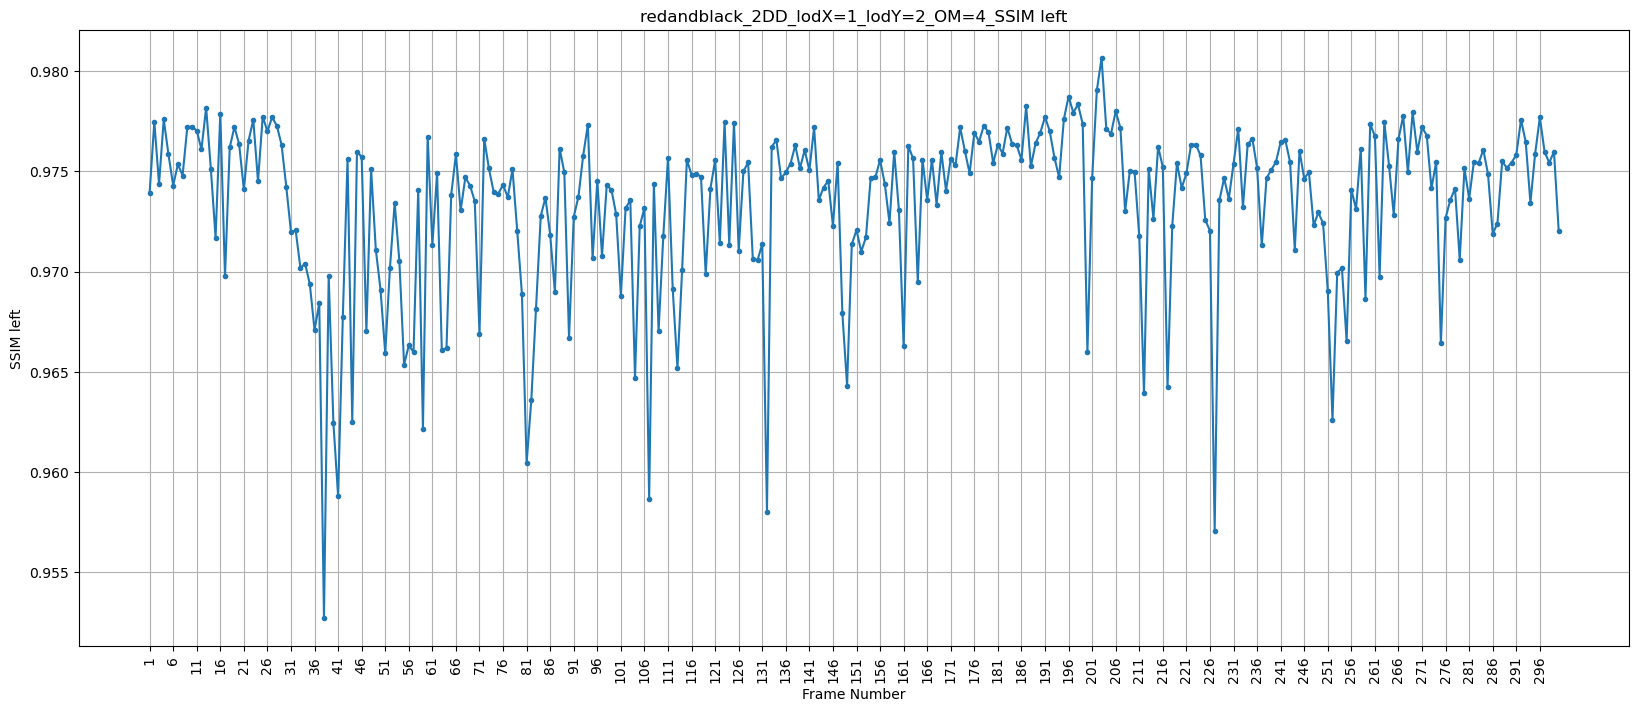 redandblack_2DD_lodX=1_lodY=2_OM=4_SSIM left
0.980
0.975
0.970
0.965
0.960
0.955
SSIM left
1 6 11 16 21 26 31 36 41 46 51 56 61 66 71 76 81 86 91 96 101 106 111 116 121 126 131 136 141 146 151 156 161 166 171 176 181 186 191 196 201 206 211 216 221 226 231 236 241 246 251 256 261 266 271 276 281 286 291 296
Frame Number